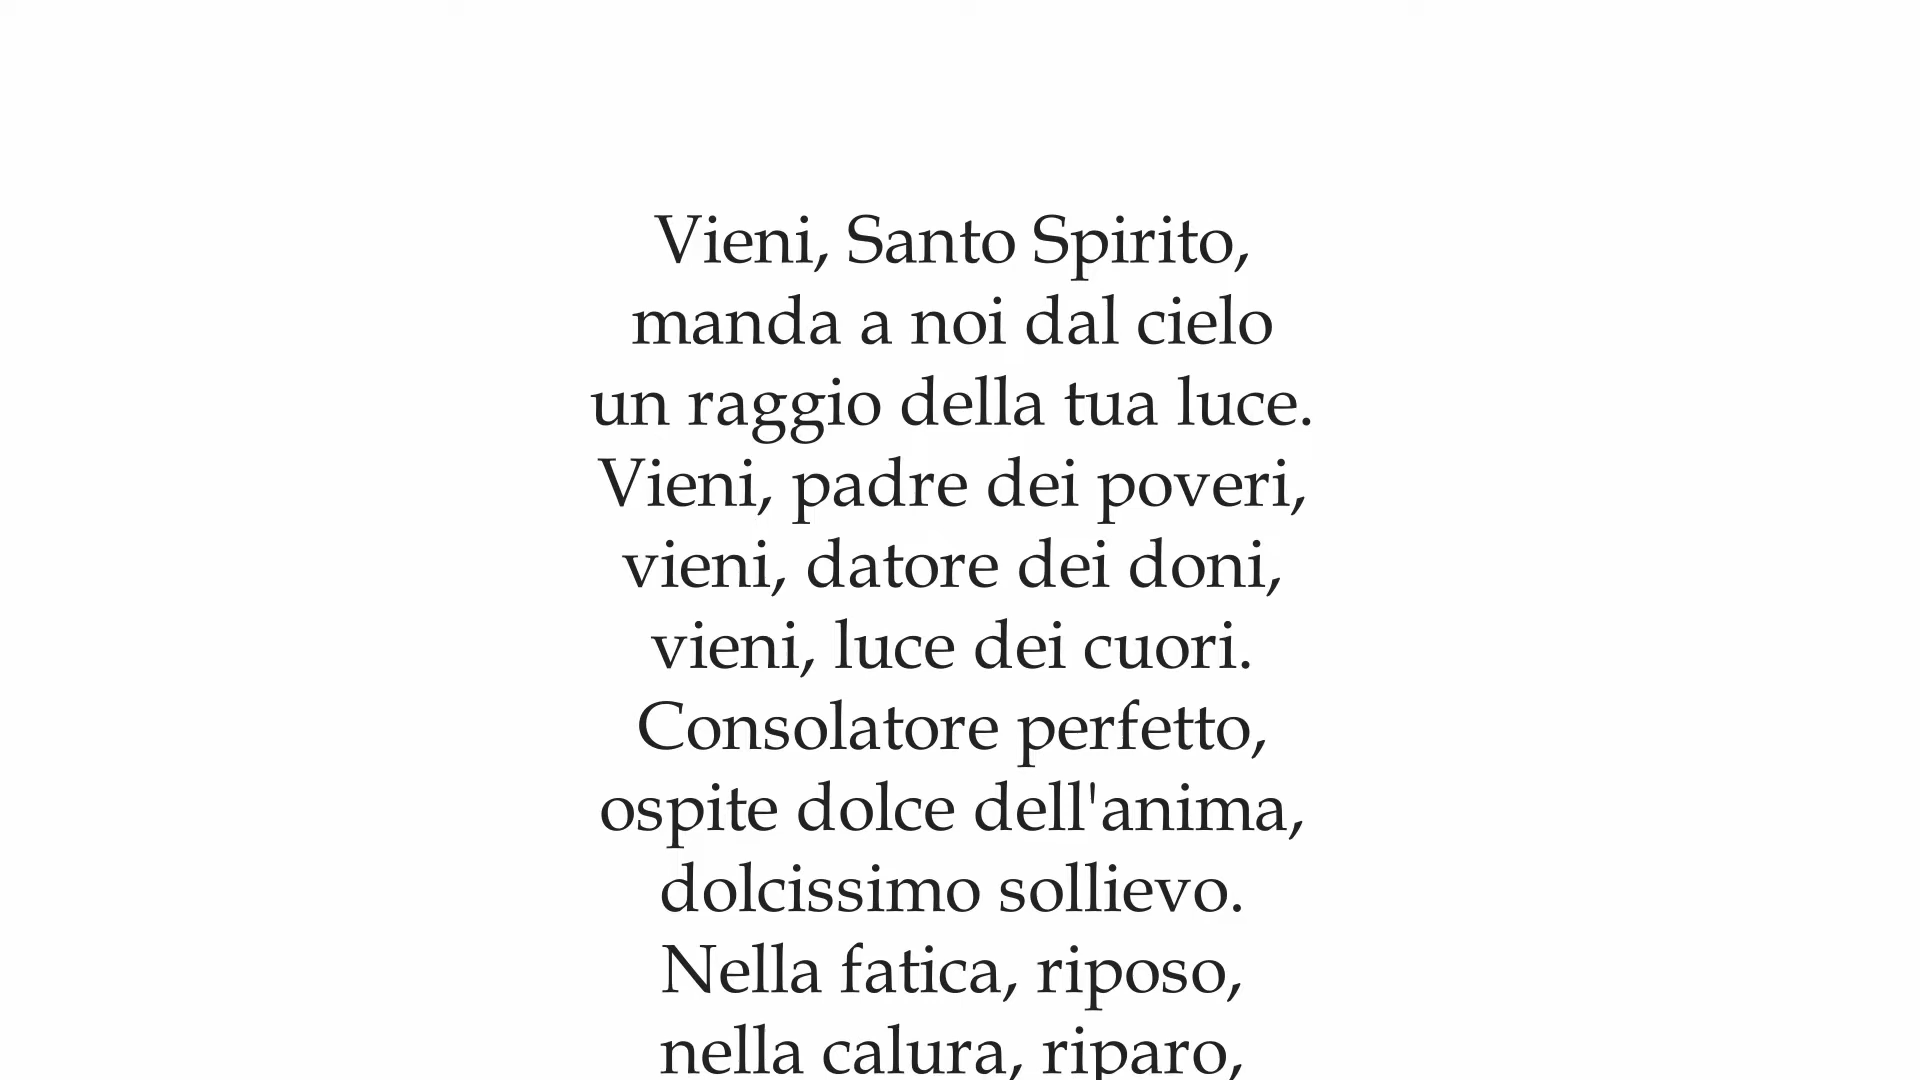 Vieni, Santo Spirito,
manda a noi dal cielo
un raggio della tua luce.
Vieni, padre dei poveri,
vieni, datore dei doni,
vieni, luce dei cuori.
Consolatore perfetto,
ospite dolce dell'anima,
dolcissimo sollievo.
Nella fatica, riposo,
nella calura, riparo,